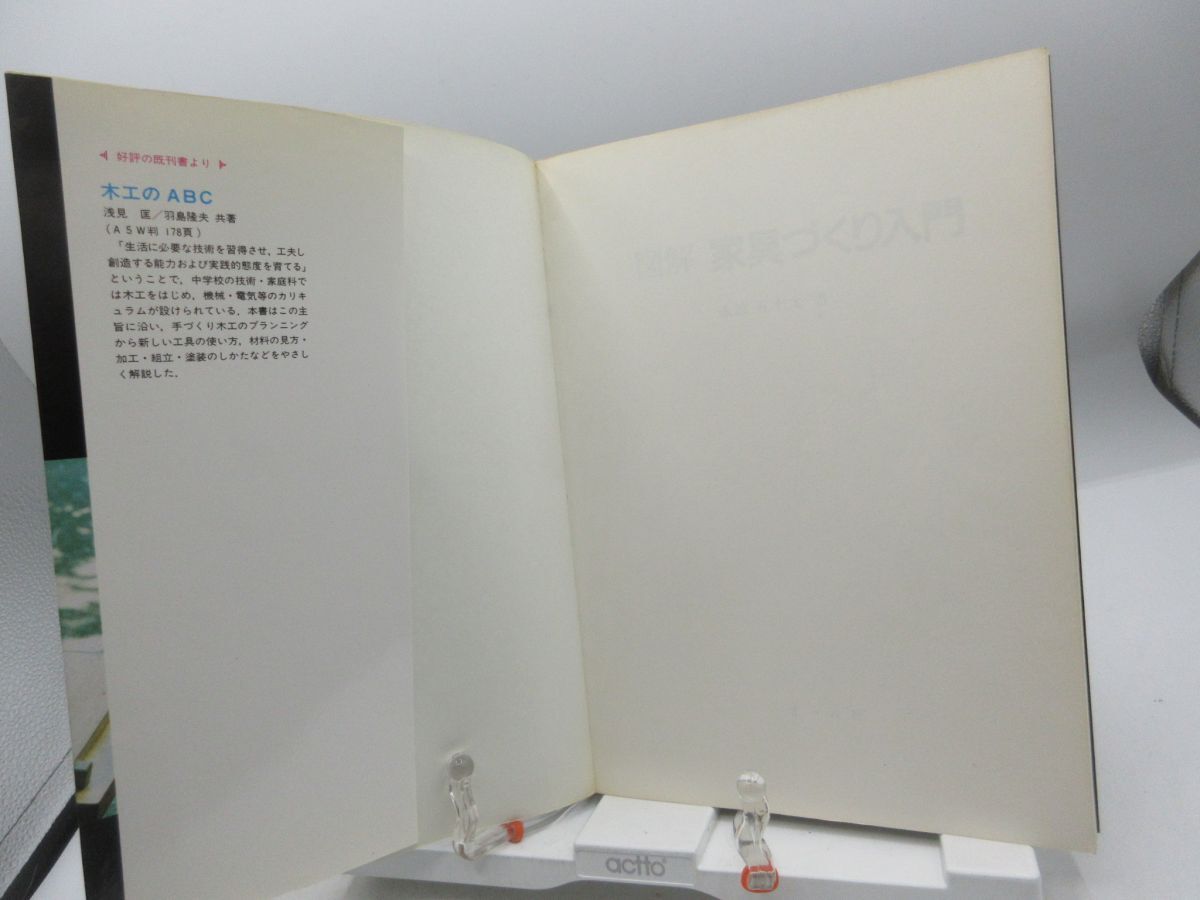 好評の既刊書より
木工のABC
浅見 匡／羽島隆夫 共著
（A5W判 178頁）
「生活に必要な技術を習得させ，工夫し
創造する能力および実践的態度を育てる」
ということで，中学校の技術・家庭科で
は木工をはじめ，機械・電気等のカリキ
ュラムが設けられている．本書はこの主
旨に沿い，手づくり木工のプランニング
から新しい工具の使い方，材料の見方・
加工・組立・塗装のしかたなどをやさし
く解説した．
づくり入門
actto